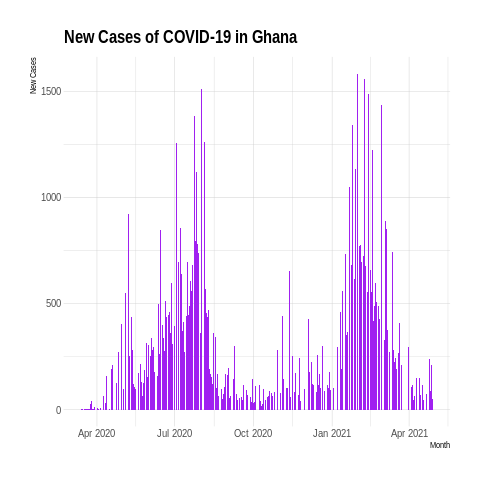 New Cases of COVID-19 in Ghana
New Cases
1500
1000
500
0
Apr 2020 Jul 2020 Oct 2020 Jan 2021 Apr 2021
Month